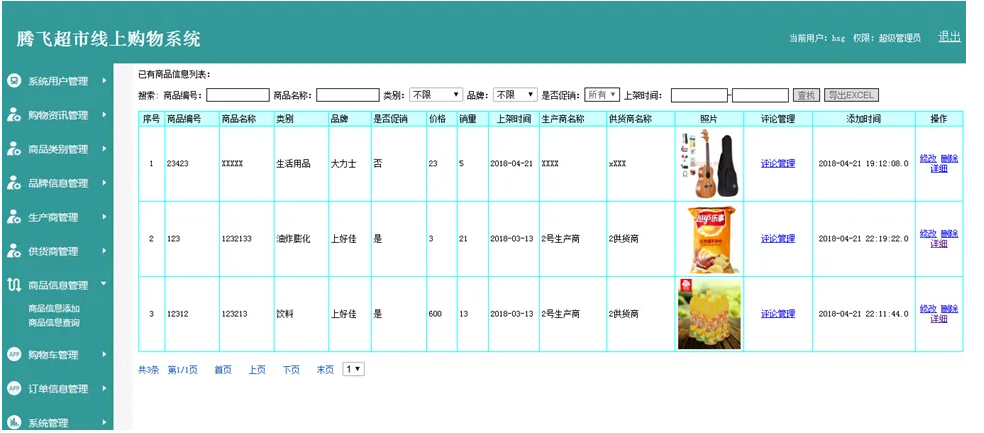 腾飞超市线上购物系统
当前用户：hsg 权限：超级管理员 退出
系统用户管理
购物资讯管理
商品类别管理
品牌信息管理
生产商管理
供货商管理
商品信息管理
商品信息添加
商品信息查询
购物车管理
订单信息管理
系统管理
已有商品信息列表：
搜索：商品编号： 商品名称： 类别：不限 品牌：不限 是否促销：所有 上架时间： - 查找 导出EXCEL
序号 商品编号 商品名称 类别 品牌 是否促销 价格 销量 上架时间 生产商名称 供货商名称 照片 评论管理 添加时间 操作
1 23423 XXXXX 生活用品 大力士 否 23 5 2018-04-21 XXXX xXXX 评论管理 2018-04-21 19:12:08.0 修改 删除 详细
2 123 1232133 油炸膨化 上好佳 是 3 21 2018-03-13 2号生产商 2供货商 评论管理 2018-04-21 22:19:22.0 修改 删除 详细
3 12312 123213 饮料 上好佳 是 600 13 2018-03-13 2号生产商 2供货商 评论管理 2018-04-21 22:11:44.0 修改 删除 详细
共3条 第1/1页 首页 上页 下页 末页 1
APP
APP